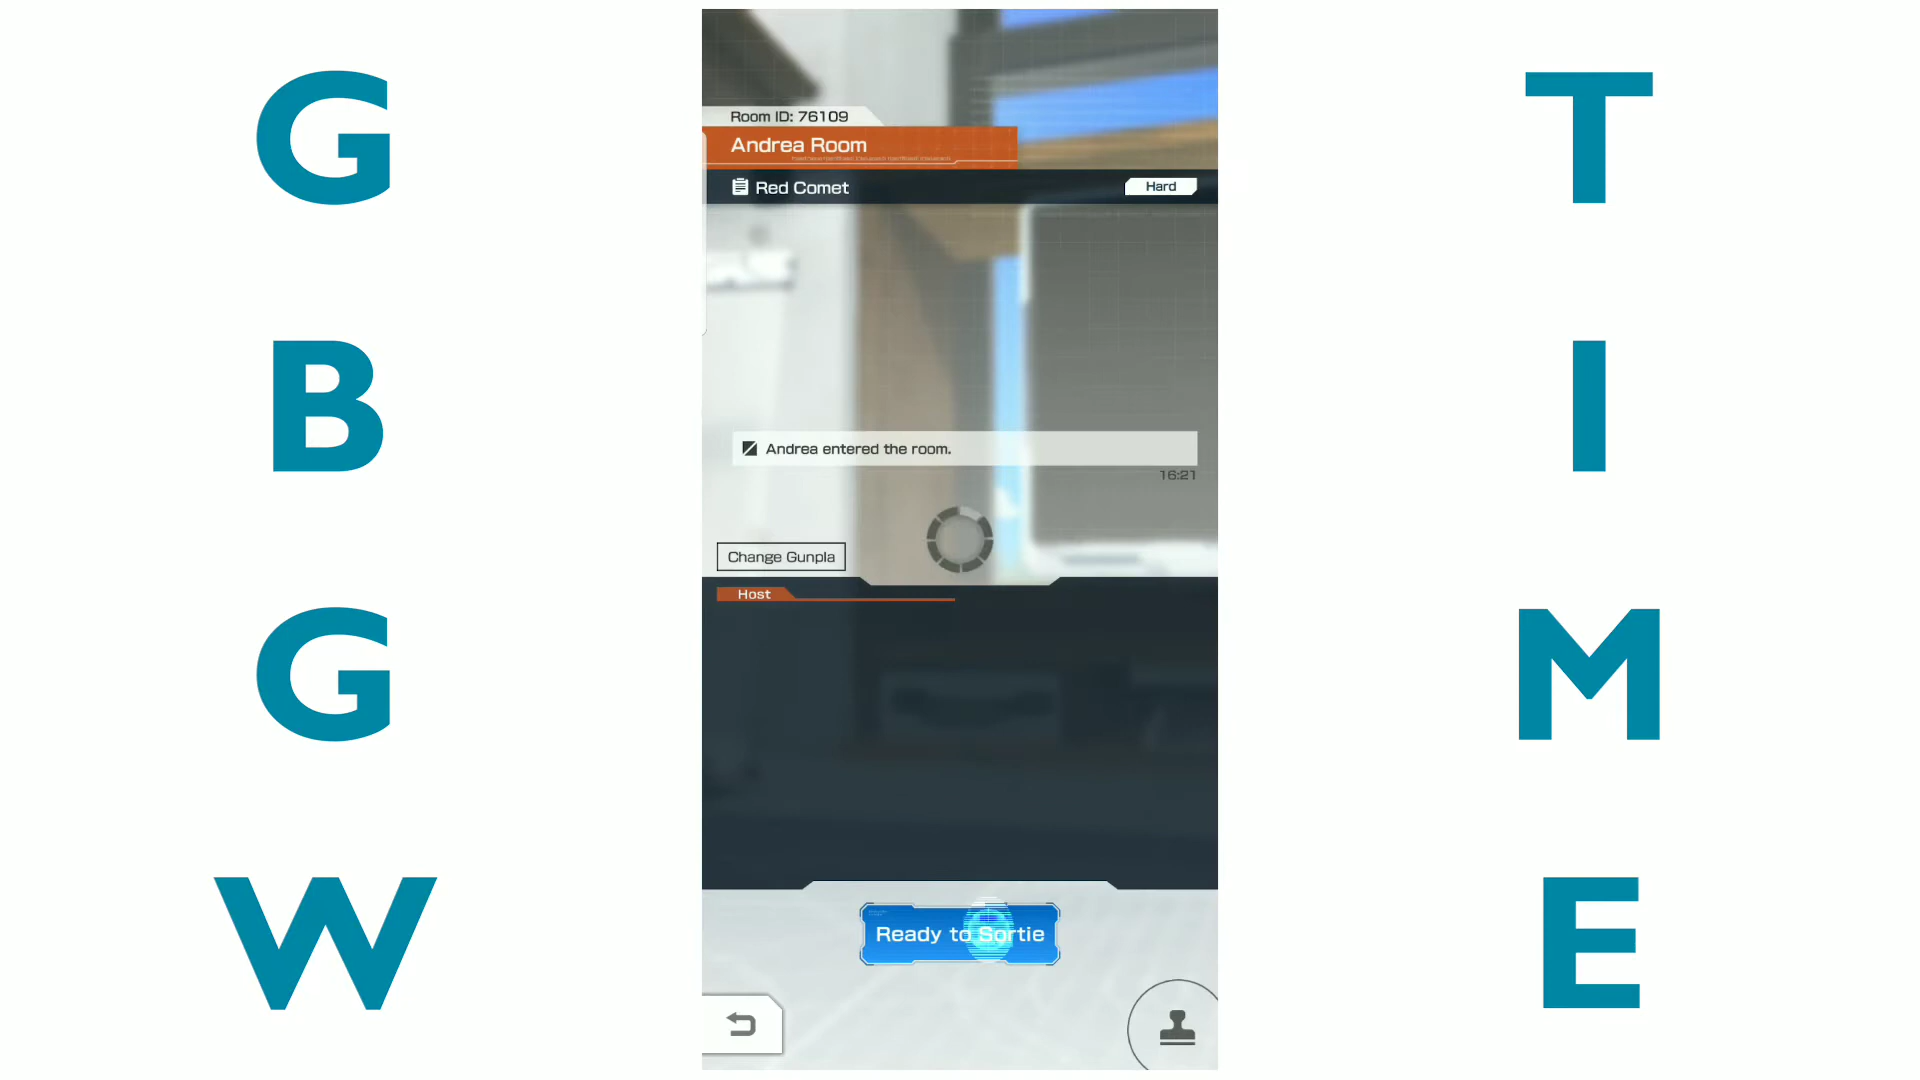 G
B
G
W
Room ID: 76109
Andrea Room
Red Comet
Hard
Andrea entered the room.
16:21
Change Gunpla
Host
Ready to Sortie
T
I
M
E